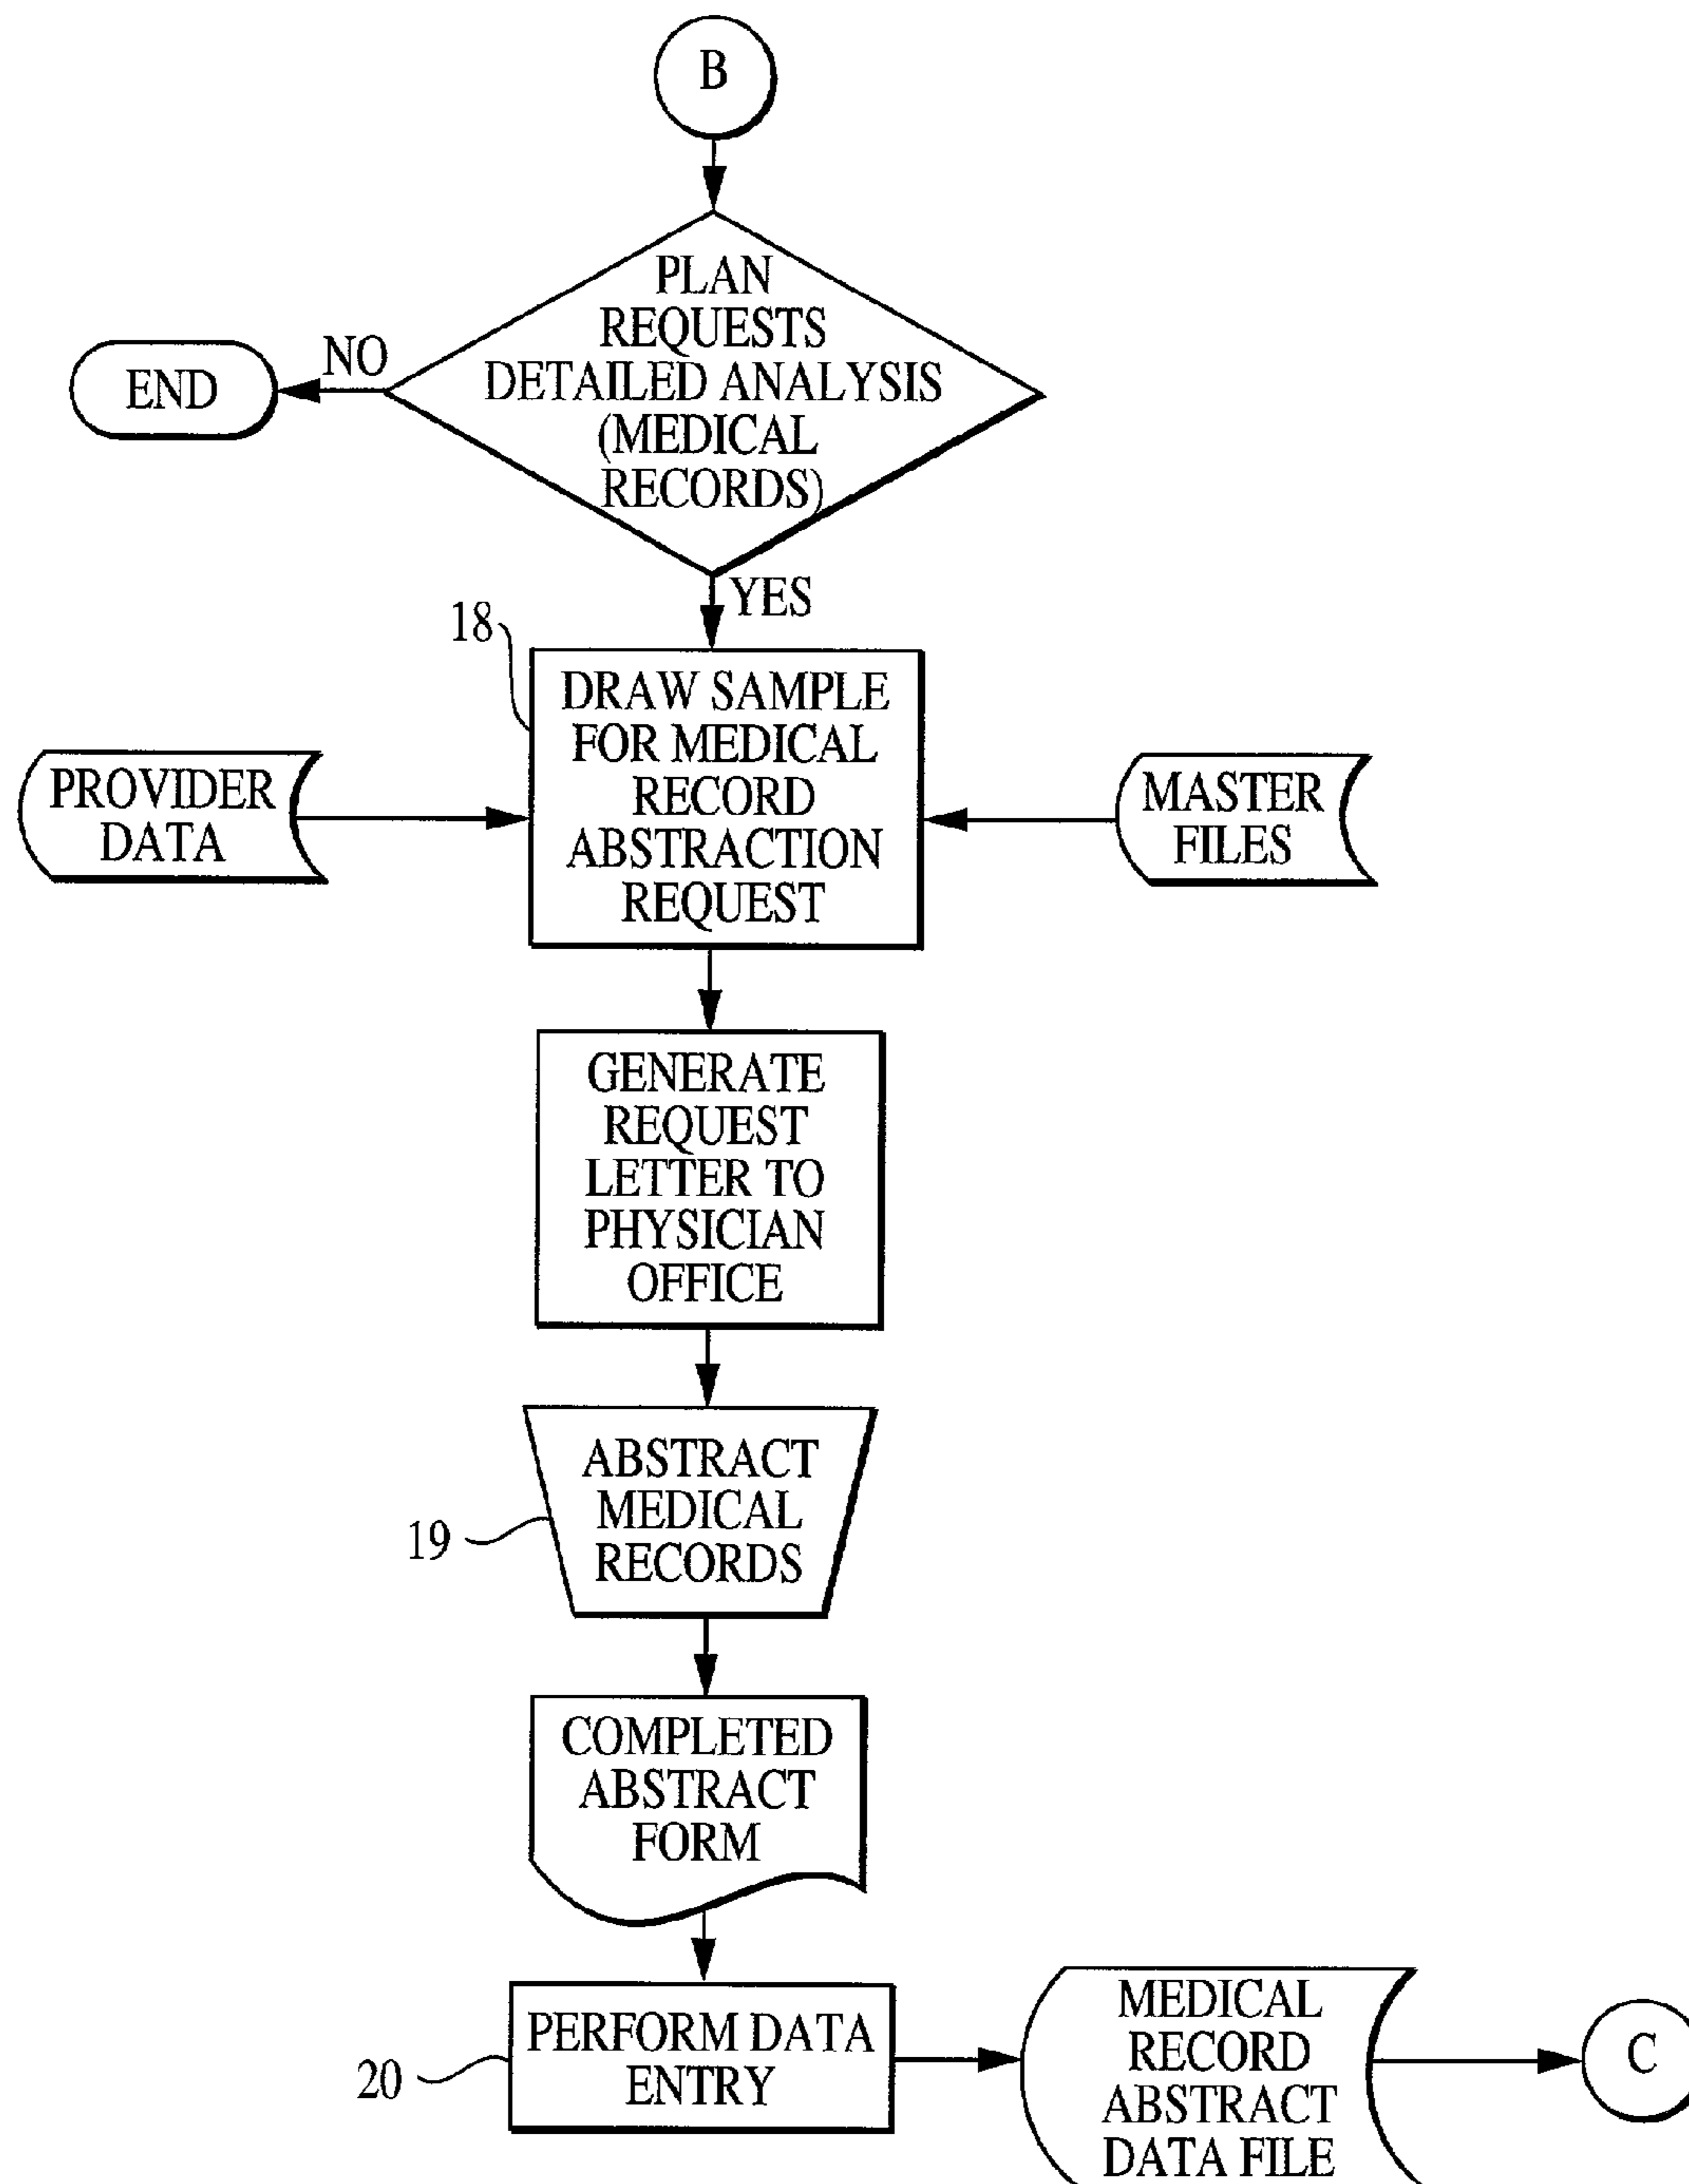 B
PLAN
REQUESTS
DETAILED ANALYSIS
(MEDICAL
RECORDS)
NO
END
YES
18
DRAW SAMPLE
FOR MEDICAL
RECORD
ABSTRACTION
REQUEST
PROVIDER
DATA
MASTER
FILES
GENERATE
REQUEST
LETTER TO
PHYSICIAN
OFFICE
19
ABSTRACT
MEDICAL
RECORDS
COMPLETED
ABSTRACT
FORM
20
PERFORM DATA
ENTRY
MEDICAL
RECORD
ABSTRACT
DATA FILE
C